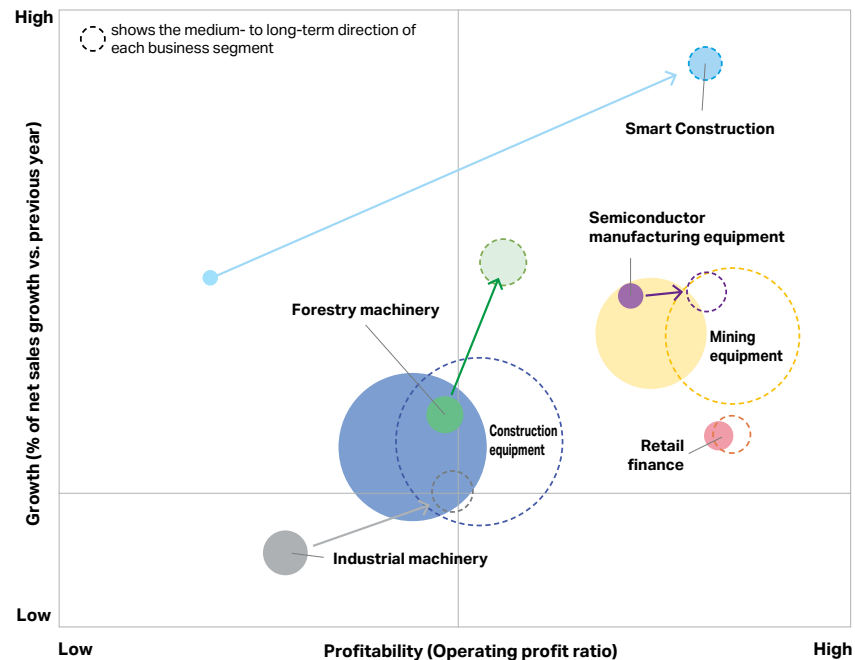 High
shows the medium- to long-term direction of
each business segment
Smart Construction
Semiconductor
manufacturing equipment
Forestry machinery
Mining
equipment
Construction
equipment
Retail
finance
Industrial machinery
Growth (% of net sales growth vs. previous year)
Low
Low
Profitability (Operating profit ratio)
High